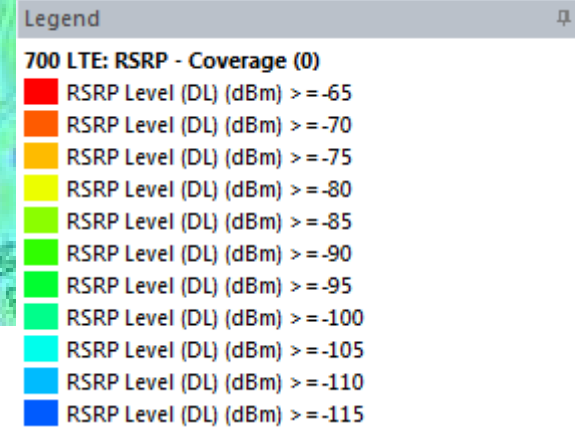 Legend
700 LTE: RSRP - Coverage (0)
RSRP Level (DL) (dBm) >=-65
RSRP Level (DL) (dBm) >=-70
RSRP Level (DL) (dBm) >=-75
RSRP Level (DL) (dBm) >=-80
RSRP Level (DL) (dBm) >=-85
RSRP Level (DL) (dBm) >=-90
RSRP Level (DL) (dBm) >=-95
RSRP Level (DL) (dBm) >=-100
RSRP Level (DL) (dBm) >=-105
RSRP Level (DL) (dBm) >=-110
RSRP Level (DL) (dBm) >=-115